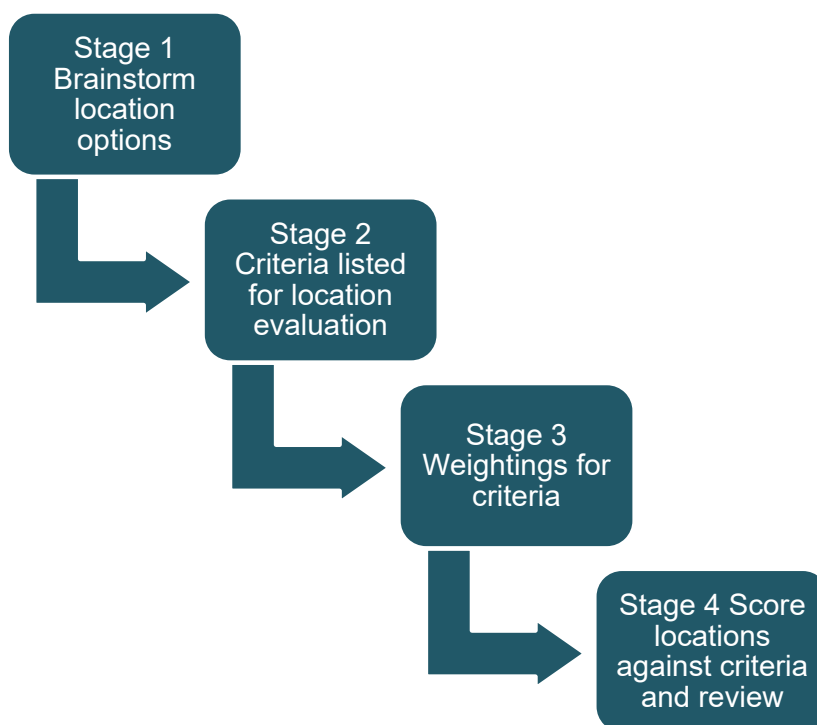 Stage 1
Brainstorm
location
options
Stage 2
Criteria listed
for location
evaluation
Stage 3
Weightings for
criteria
Stage 4 Score
locations
against criteria
and review